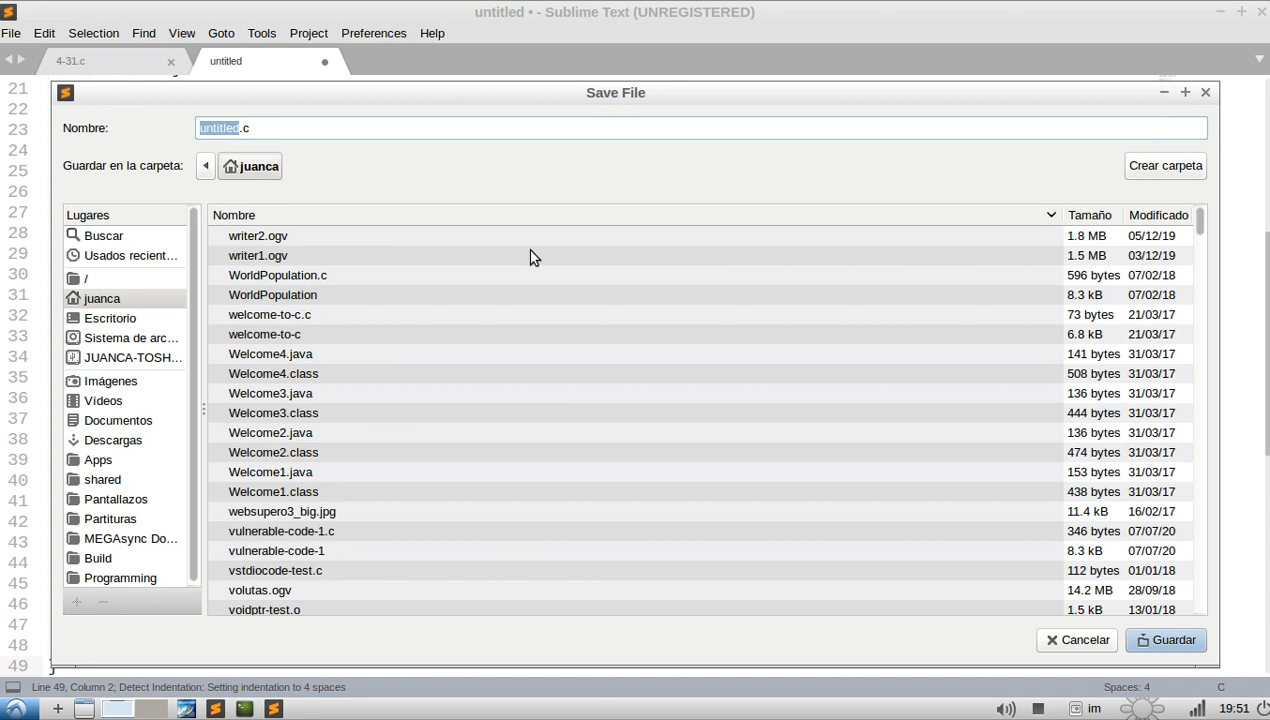 untitled • - Sublime Text (UNREGISTERED)
File Edit Selection Find View Goto Tools Project Preferences Help
4-31.c untitled
21
22
23
24
25
26
27
28
29
30
31
32
33
34
35
36
37
38
39
40
41
42
43
44
45
46
47
48
49
Save File
Nombre: untitled.c
Guardar en la carpeta: juanca Crear carpeta
Lugares
Buscar
Usados recient...
/
juanca
Escritorio
Sistema de arc...
JUANCA-TOSH...
Imágenes
Vídeos
Documentos
Descargas
Apps
shared
Pantallazos
Partituras
MEGAsync Do...
Build
Programming
Nombre Tamaño Modificado
writer2.ogv 1.8 MB 05/12/19
writer1.ogv 1.5 MB 03/12/19
WorldPopulation.c 596 bytes 07/02/18
WorldPopulation 8.3 kB 07/02/18
welcome-to-c.c 73 bytes 21/03/17
welcome-to-c 6.8 kB 21/03/17
Welcome4.java 141 bytes 31/03/17
Welcome4.class 508 bytes 31/03/17
Welcome3.java 136 bytes 31/03/17
Welcome3.class 444 bytes 31/03/17
Welcome2.java 136 bytes 31/03/17
Welcome2.class 474 bytes 31/03/17
Welcome1.java 153 bytes 31/03/17
Welcome1.class 438 bytes 31/03/17
websupero3_big.jpg 11.4 kB 16/02/17
vulnerable-code-1.c 346 bytes 07/07/20
vulnerable-code-1 8.3 kB 07/07/20
vstdiocode-test.c 112 bytes 01/01/18
volutas.ogv 14.2 MB 28/09/18
voidptr-test.o 1.5 kB 13/01/18
Cancelar Guardar
Line 49, Column 2; Detect Indentation: Setting indentation to 4 spaces Spaces: 4 C
im 19:51